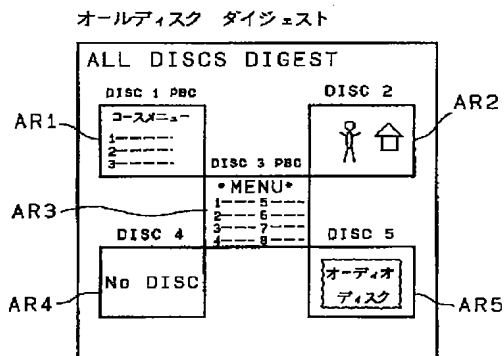 オールディスク ダイジェスト
ALL DISCS DIGEST
DISC 1 PBC
DISC 2
AR1
コースメニュー
1-----
2-----
3-----
AR2
DISC 3 PBC
AR3
*MENU*
1---5----
2---6----
3---7----
4---8----
DISC 4
DISC 5
No DISC
オーディオ
ディスク
AR4
AR5